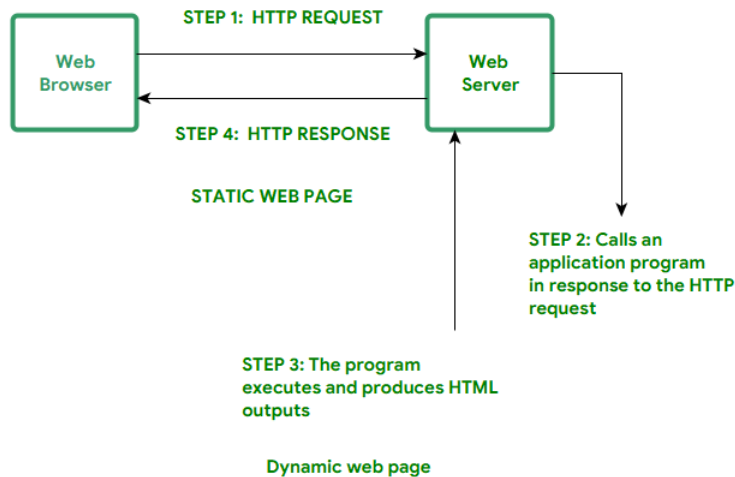 STEP 1: HTTP REQUEST
Web
Browser
Web
Server
STEP 4: HTTP RESPONSE
STATIC WEB PAGE
STEP 2: Calls an
application program
in response to the HTTP
request
STEP 3: The program
executes and produces HTML
outputs
Dynamic web page